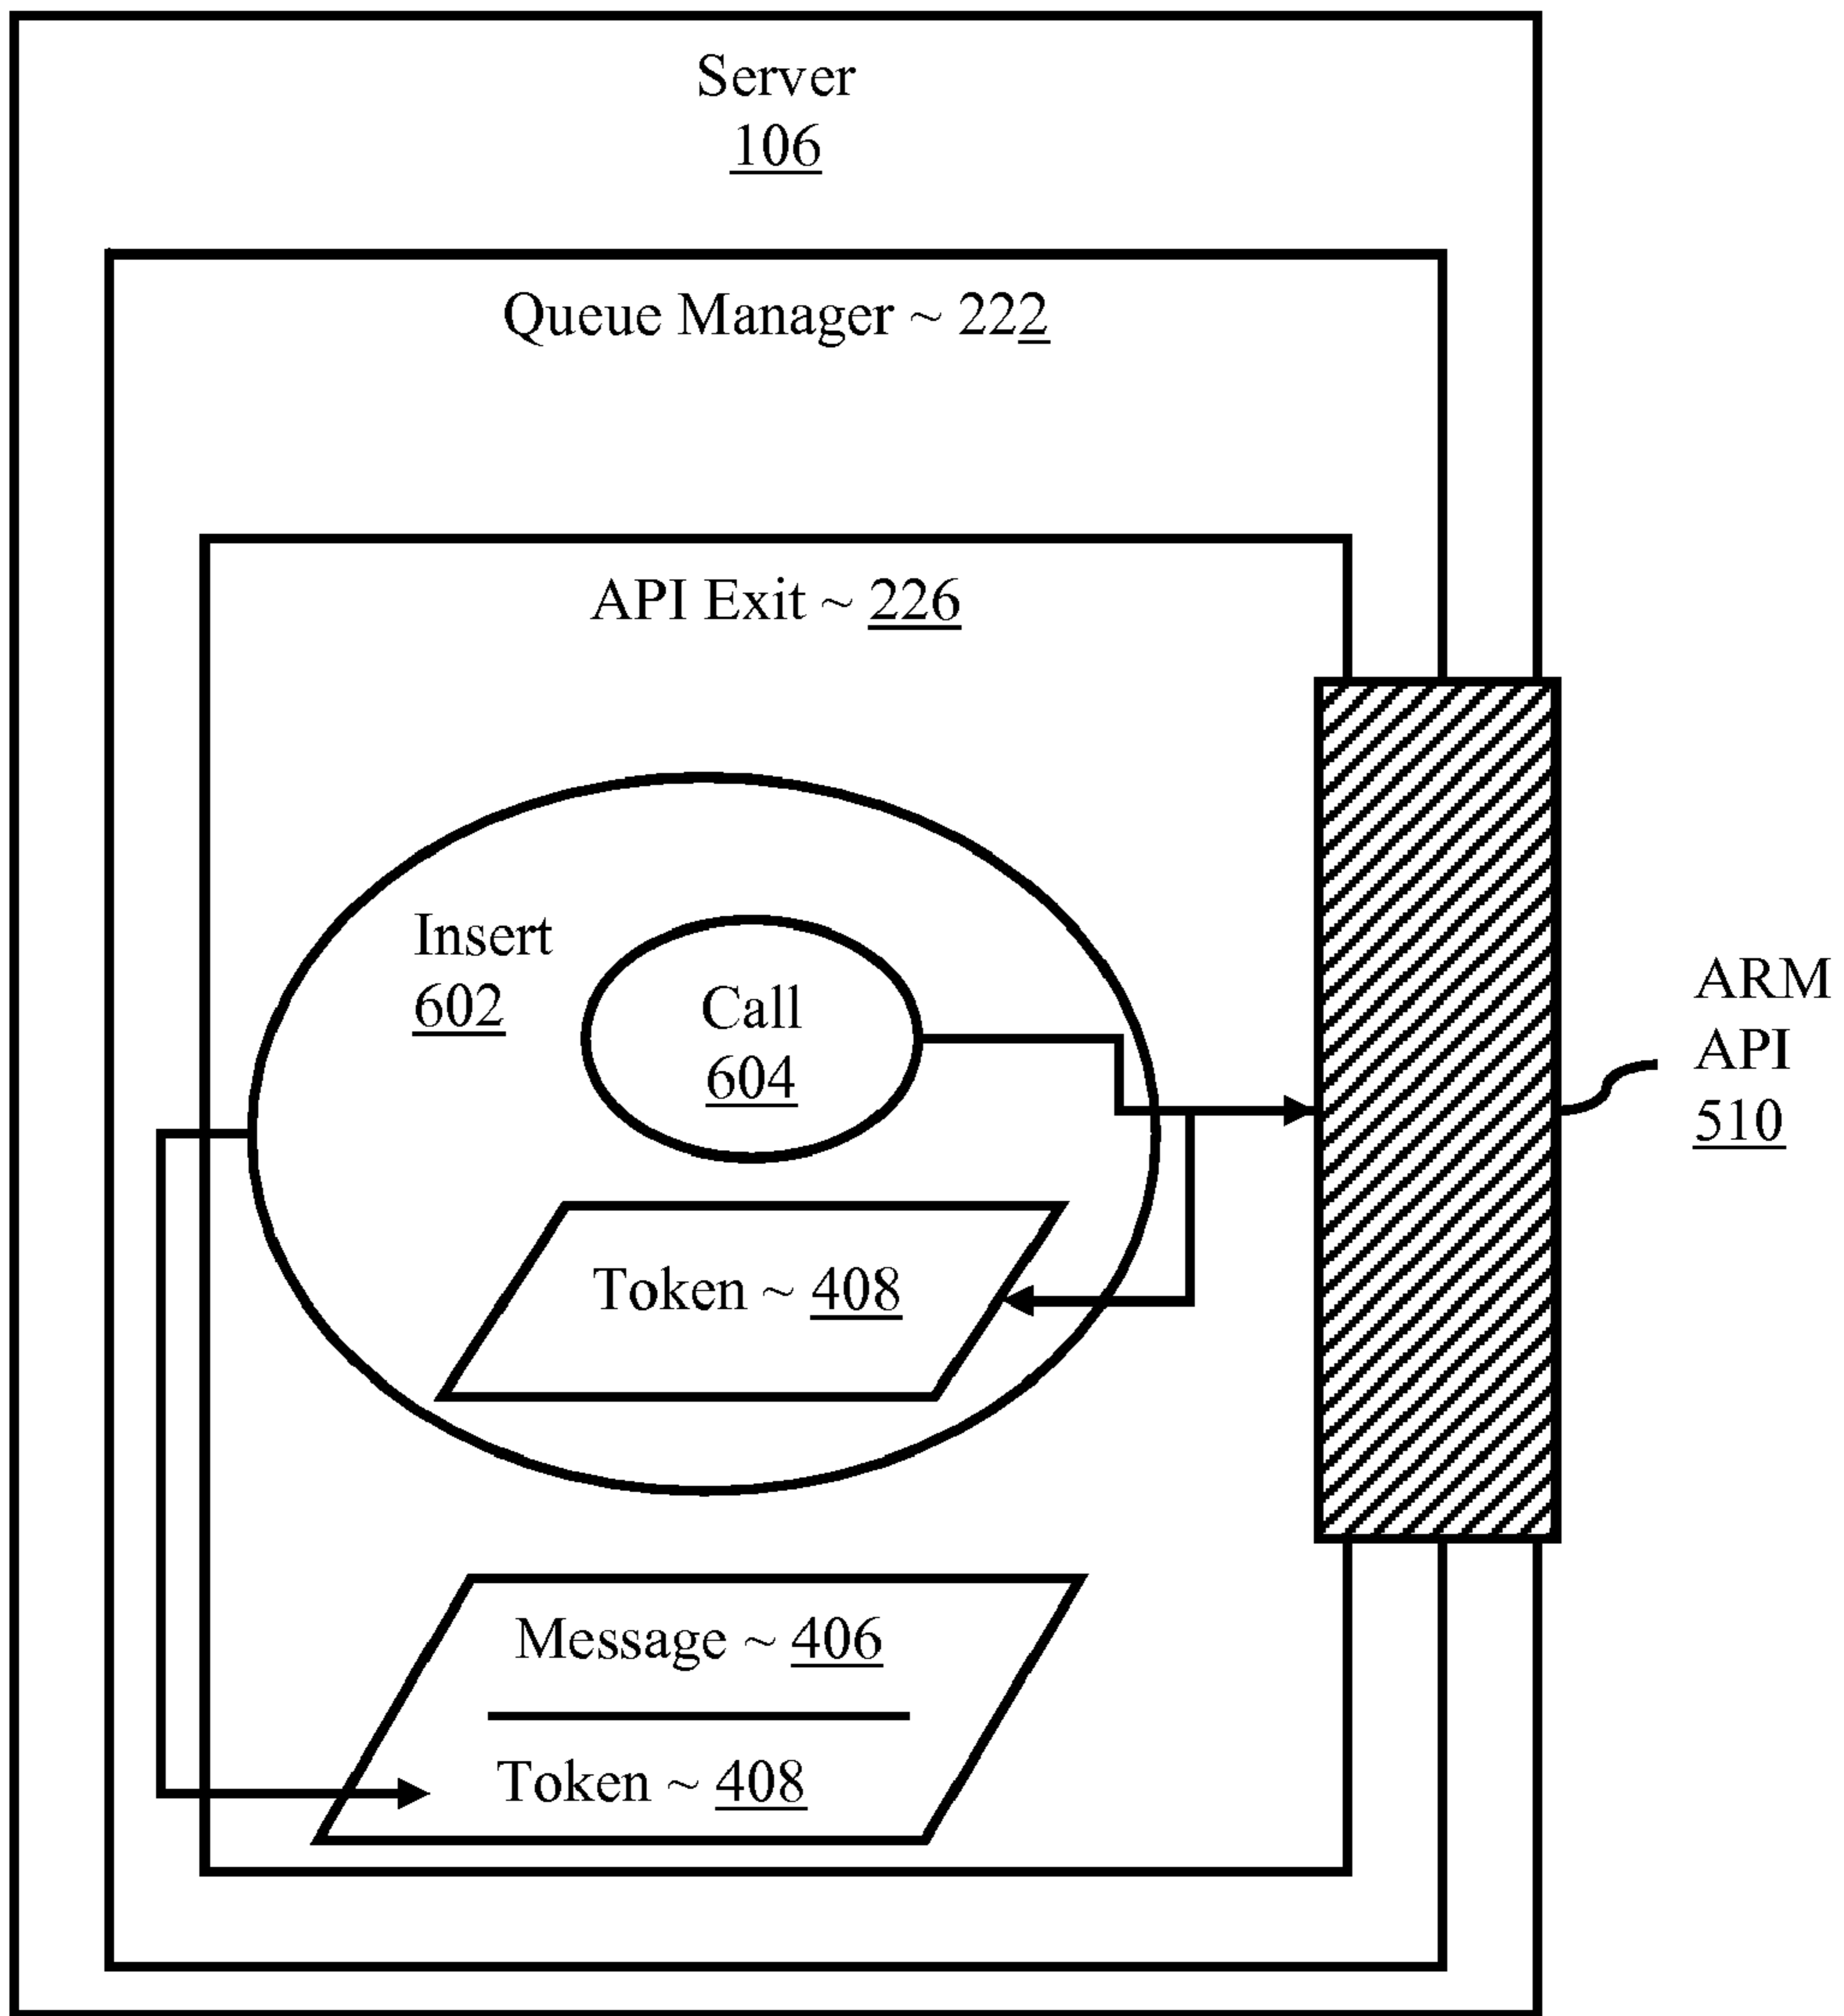 Server
106
Queue Manager ~ 222
API Exit ~ 226
Insert
602
Call
604
ARM
API
510
Token ~ 408
Message ~ 406
Token ~ 408